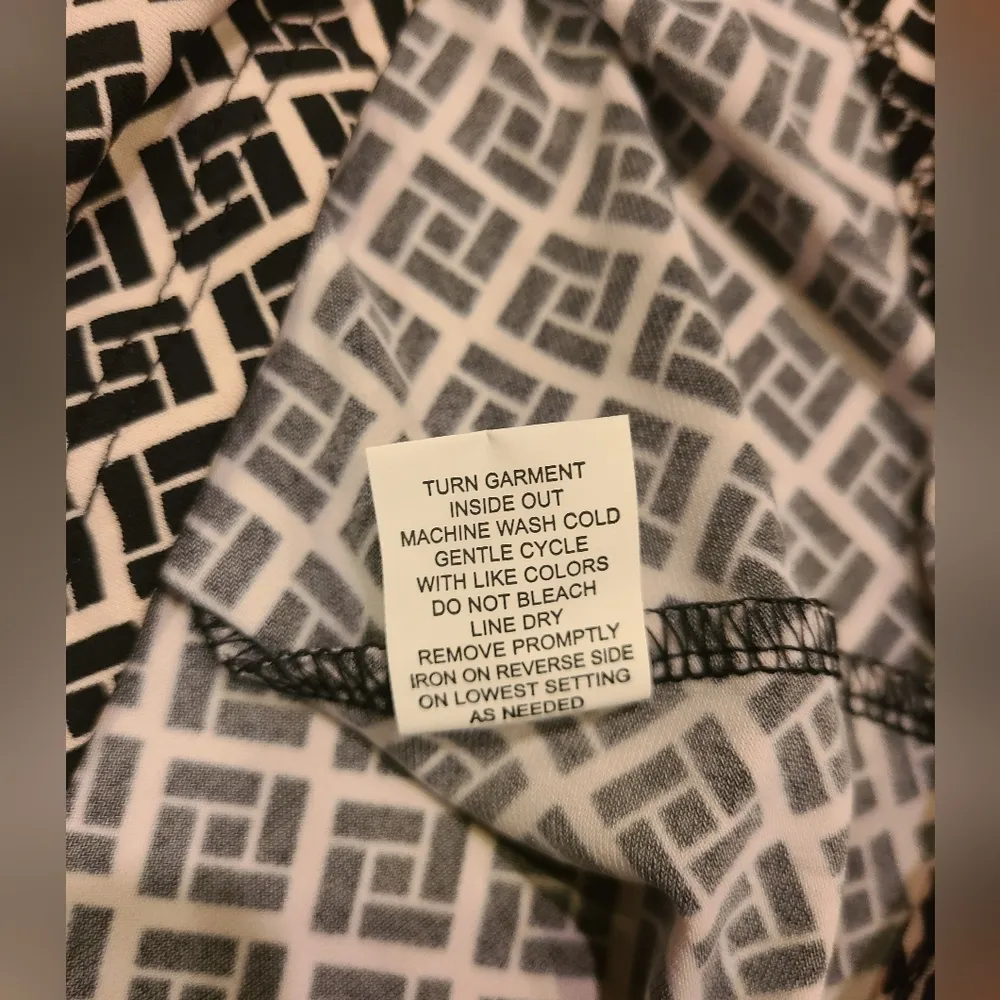 TURN GARMENT
INSIDE OUT
MACHINE WASH COLD
GENTLE CYCLE
WITH LIKE COLORS
DO NOT BLEACH
LINE DRY
REMOVE PROMPTLY
IRON ON REVERSE SIDE
ON LOWEST SETTING
AS NEEDED